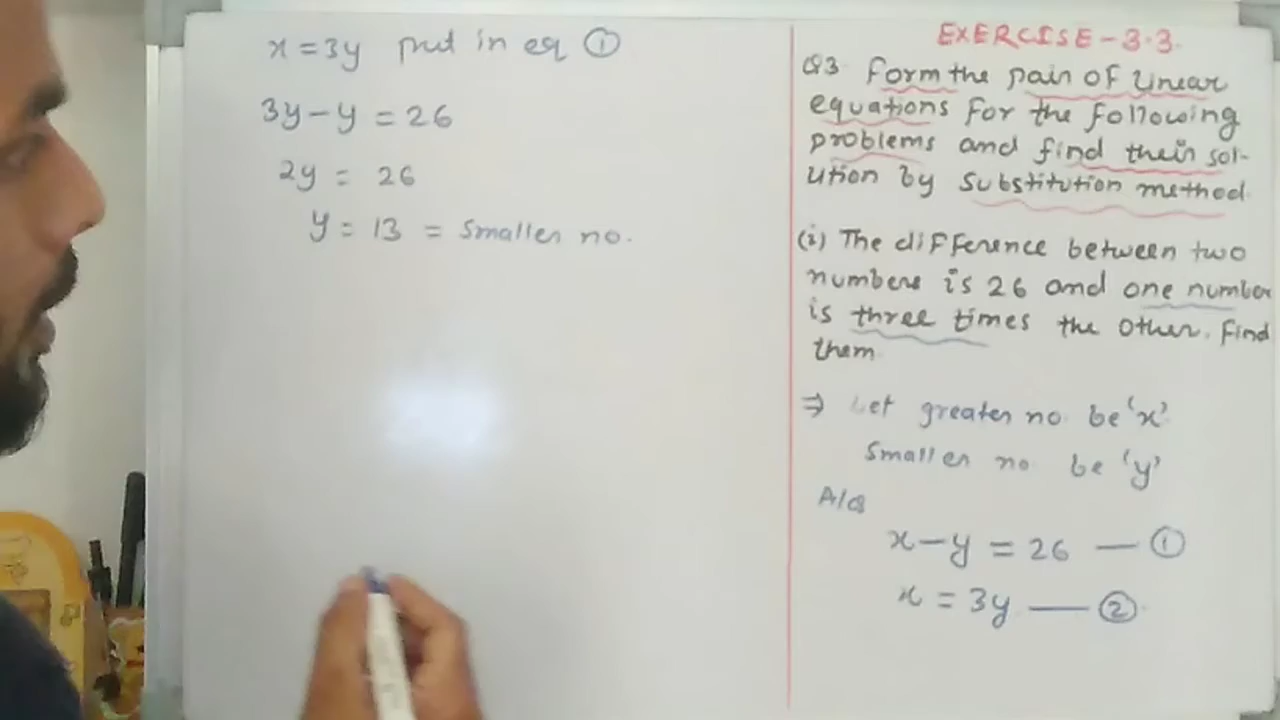 x = 3y put in eq ①
3y - y = 26
2y = 26
y = 13 = smaller no.
EXERCISE - 3.3.
Q3 Form the pair of linear
equations for the following
problems and find their sol-
ution by substitution method.
(i) The difference between two
numbers is 26 and one number
is three times the other. Find
them
⇒ Let greater no. be 'x'
Smaller no be 'y'
A/Q
x - y = 26 — ①
x = 3y — ②